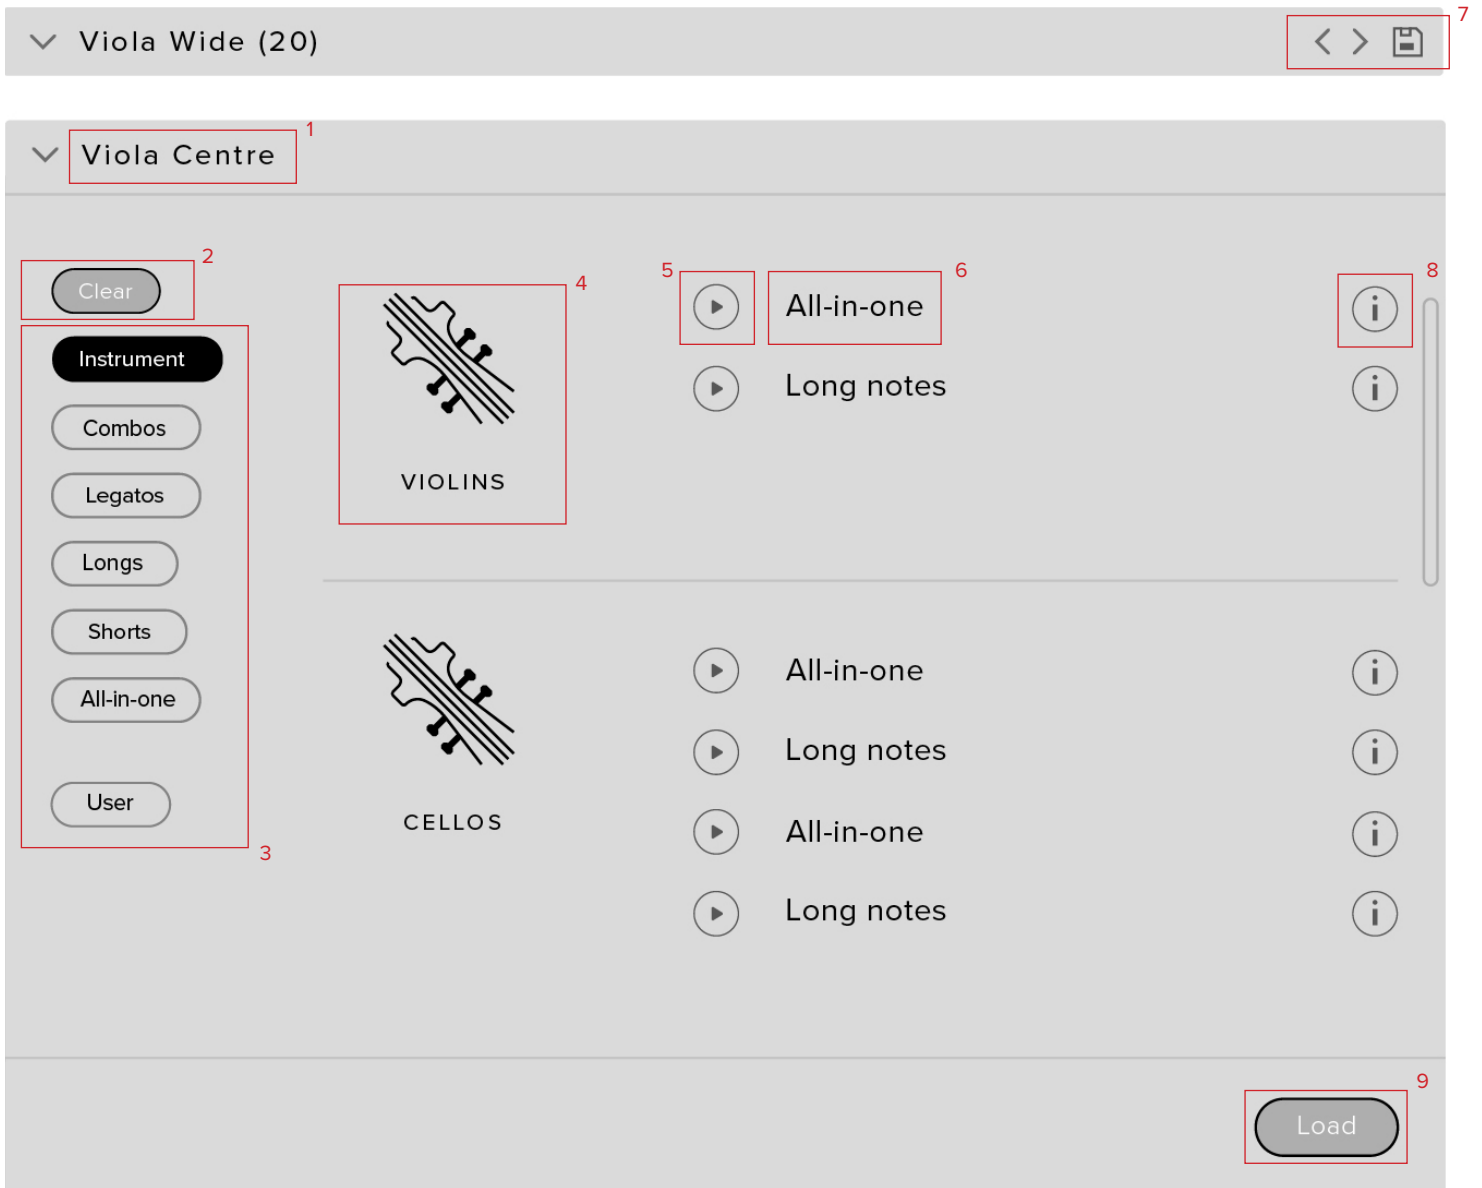 Viola Wide (20)
7
Viola Centre
1
Clear
2
Instrument
Combos
Legatos
Longs
Shorts
All-in-one
User
3
4
VIOLINS
5
All-in-one
6
8
Long notes
CELLOS
All-in-one
Long notes
All-in-one
Long notes
Load
9